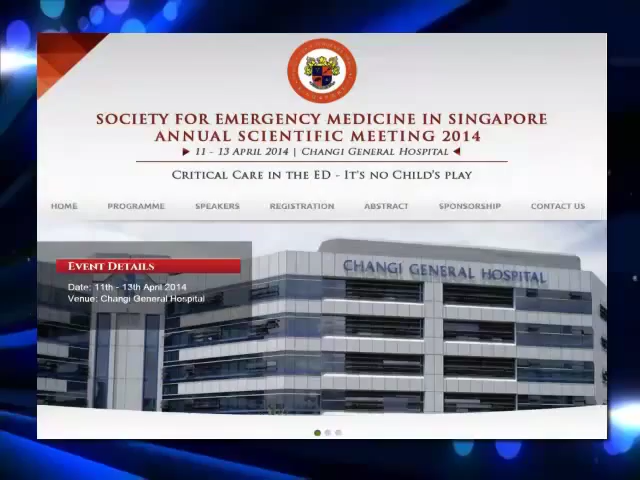 SOCIETY FOR EMERGENCY MEDICINE IN SINGAPORE
ANNUAL SCIENTIFIC MEETING 2014
11 - 13 APRIL 2014 | CHANGI GENERAL HOSPITAL
CRITICAL CARE IN THE ED - IT'S NO CHILD'S PLAY
HOME PROGRAMME SPEAKERS REGISTRATION ABSTRACT SPONSORSHIP CONTACT US
CHANGI GENERAL HOSPITAL
EVENT DETAILS
Date: 11th - 13th April 2014
Venue: Changi General Hospital